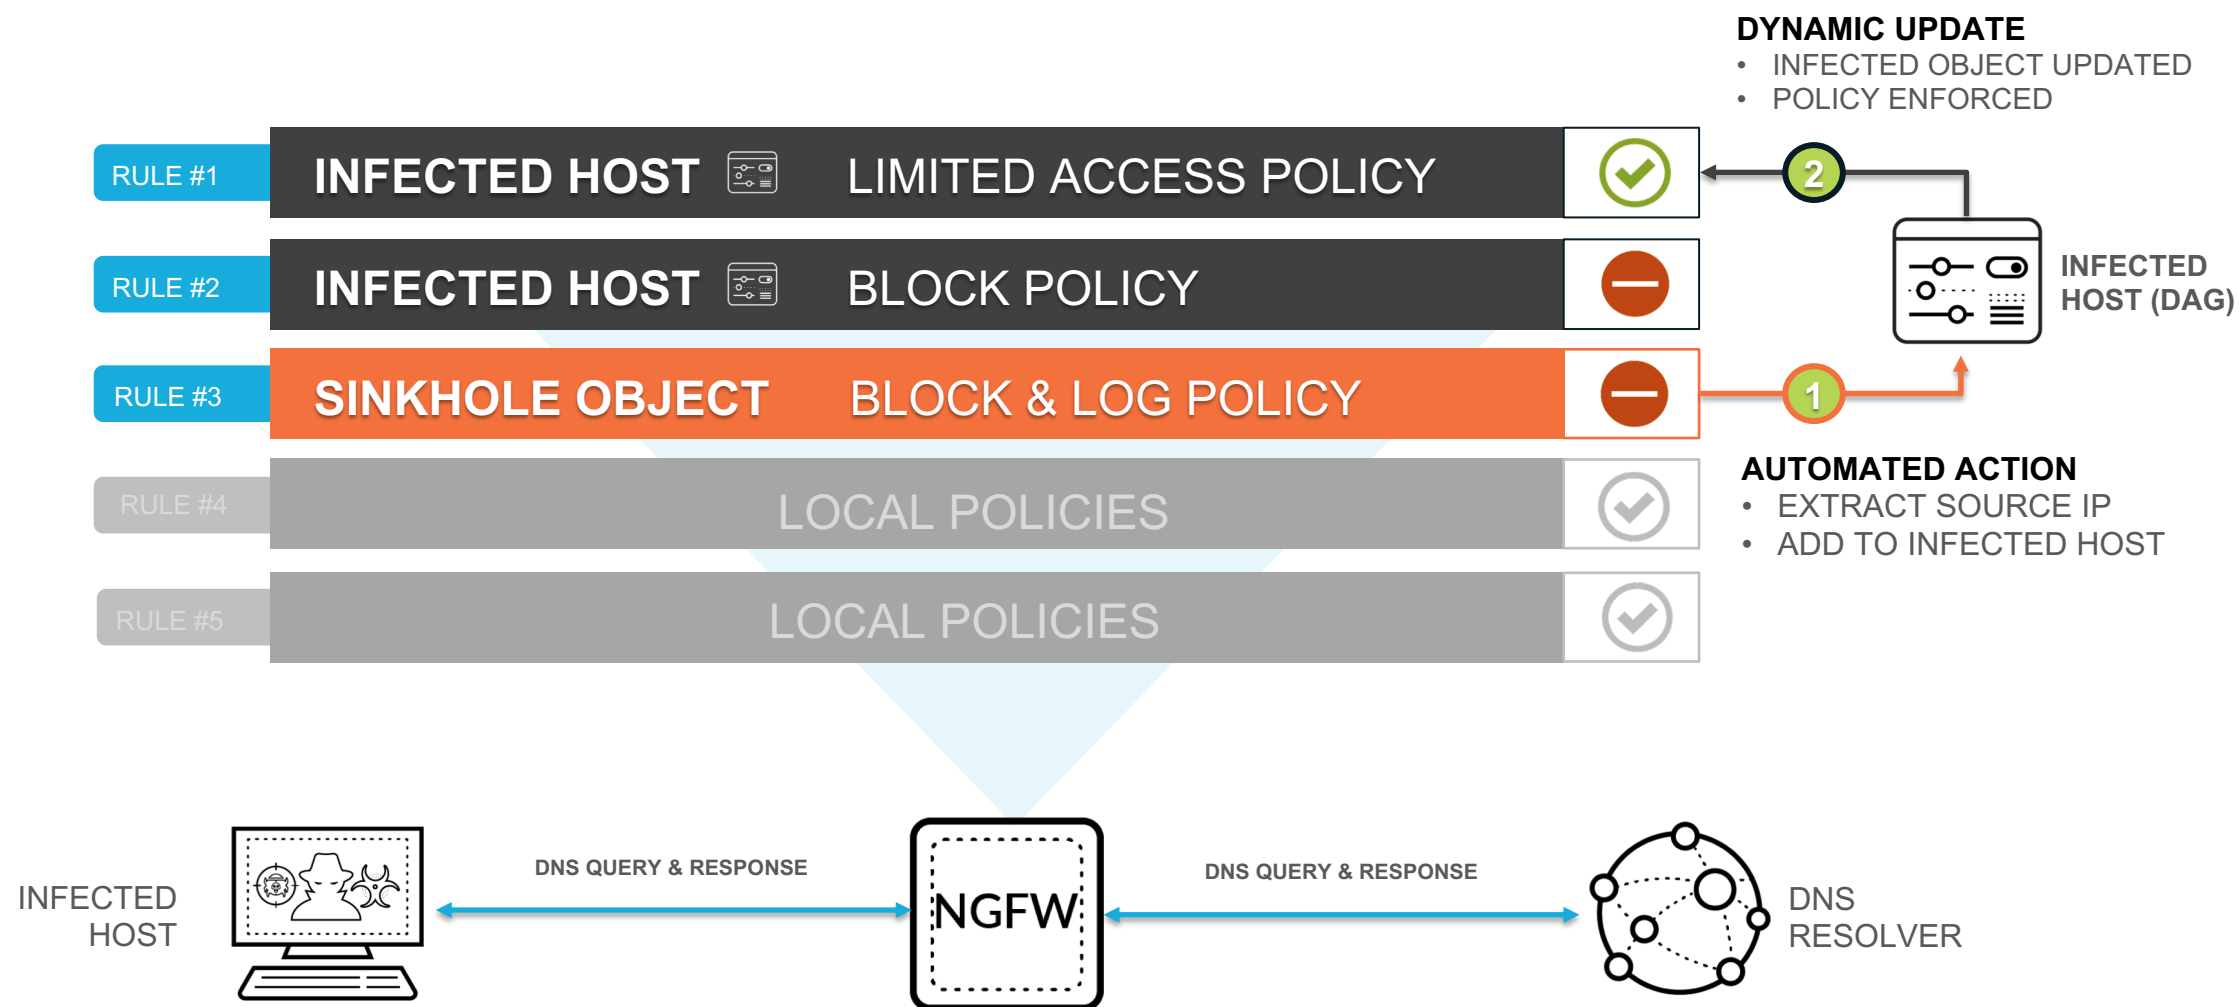 DYNAMIC UPDATE
• INFECTED OBJECT UPDATED
• POLICY ENFORCED
RULE #1 INFECTED HOST LIMITED ACCESS POLICY
2
RULE #2 INFECTED HOST BLOCK POLICY
INFECTED
HOST (DAG)
RULE #3 SINKHOLE OBJECT BLOCK & LOG POLICY
1
AUTOMATED ACTION
• EXTRACT SOURCE IP
• ADD TO INFECTED HOST
RULE #4 LOCAL POLICIES
RULE #5 LOCAL POLICIES
INFECTED
HOST
DNS QUERY & RESPONSE
NGFW
DNS QUERY & RESPONSE
DNS
RESOLVER